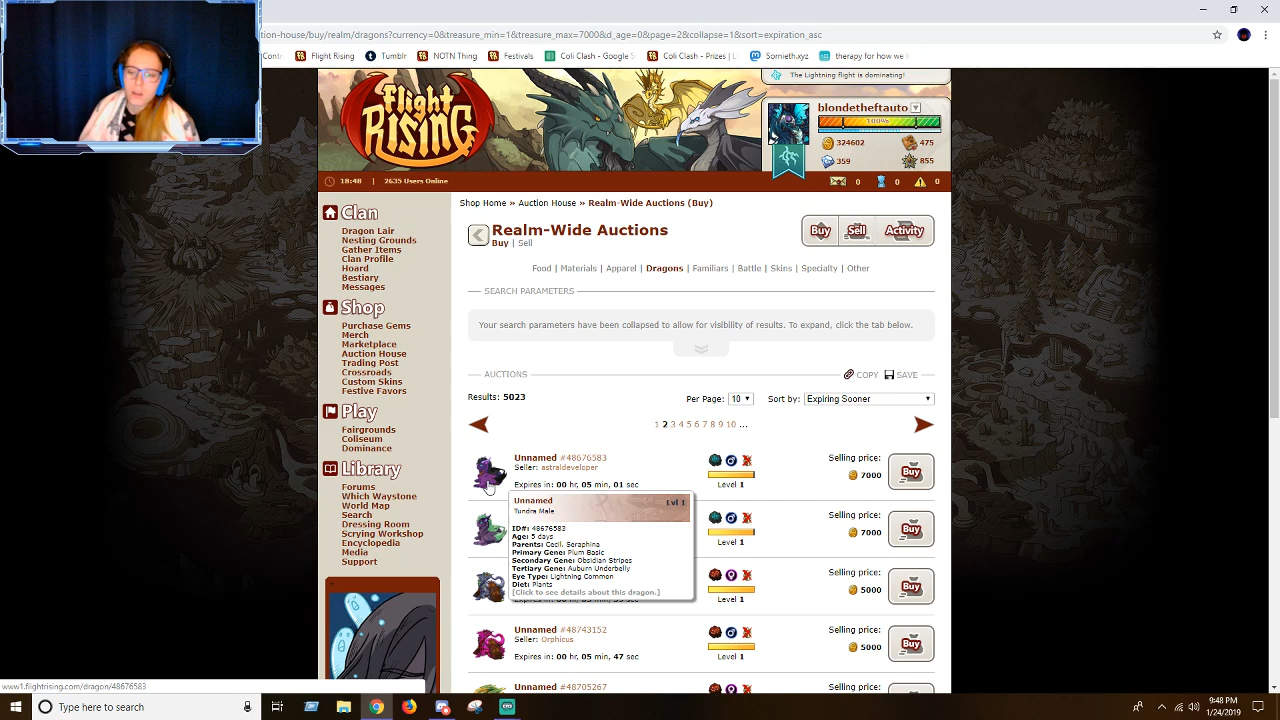 tion-house/buy/realm/dragons?currency=0&treasure_min=1&treasure_max=7000&d_age=0&page=2&collapse=1&sort=expiration_asc
Contr
Flight Rising
Tumblr
NOTN Thing
Festivals
Coli Clash - Google S
Coli Clash - Prizes | L
Somieth.xyz
therapy for how we f
flight RISING
The Lightning flight is dominating!
blondetheftauto
100%
324602
475
359
855
18:48 | 2635 Users Online
0
0
0
Clan
Dragon Lair
Nesting Grounds
Gather Items
Clan Profile
Hoard
Bestiary
Messages
Shop
Purchase Gems
Merch
Marketplace
Auction House
Trading Post
Crossroads
Custom Skins
Festive Favors
Play
Fairgrounds
Coliseum
Dominance
Library
Forums
Which Waystone
World Map
Search
Dressing Room
Scrying Workshop
Encyclopedia
Media
Support
Shop Home » Auction House » Realm-Wide Auctions (Buy)
Realm-Wide Auctions
Buy | Sell
Buy
Sell
Activity
Food | Materials | Apparel | Dragons | Familiars | Battle | Skins | Specialty | Other
SEARCH PARAMETERS
Your search parameters have been collapsed to allow for visibility of results. To expand, click the tab below.
AUCTIONS
COPY
SAVE
Results: 5023
Per Page: 10
Sort by: Expiring Sooner
1 2 3 4 5 6 7 8 9 10 ...
Unnamed #48676583
Seller: astraldeveloper
Expires in: 00 hr, 05 min, 01 sec
Level 1
Selling price:
7000
Buy
Unnamed
Lvl 1
Tundra Male
ID#: 48676583
Age: 5 days
Parents: Cecil, Seraphina
Primary Gene: Plum Basic
Secondary Gene: Obsidian Stripes
Tertiary Gene: Auburn Underbelly
Eye Type: Lightning Common
Diet: Plants
[Click to see details about this dragon.]
Level 1
Selling price:
7000
Buy
Level 1
Selling price:
5000
Buy
Unnamed #48743152
Seller: Orphicus
Expires in: 00 hr, 05 min, 47 sec
Level 1
Selling price:
5000
Buy
Unnamed #48705267
Selling price:
www1.flightrising.com/dragon/48676583
Type here to search
9:48 PM
1/24/2019